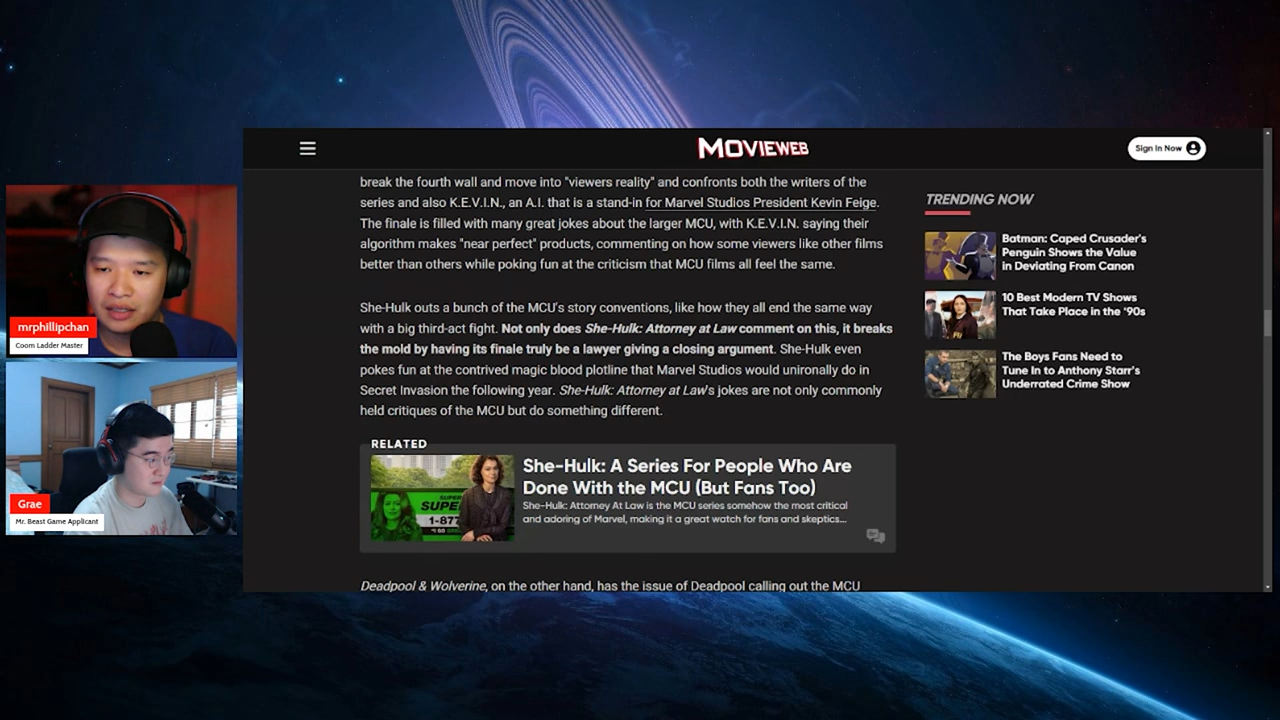 MOVIEWEB
Sign In Now
break the fourth wall and move into "viewers reality" and confronts both the writers of the
series and also K.E.V.I.N., an A.I. that is a stand-in for Marvel Studios President Kevin Feige.
The finale is filled with many great jokes about the larger MCU, with K.E.V.I.N. saying their
algorithm makes "near perfect" products, commenting on how some viewers like other films
better than others while poking fun at the criticism that MCU films all feel the same.
She-Hulk outs a bunch of the MCU's story conventions, like how they all end the same way
with a big third-act fight. Not only does She-Hulk: Attorney at Law comment on this, it breaks
the mold by having its finale truly be a lawyer giving a closing argument. She-Hulk even
pokes fun at the contrived magic blood plotline that Marvel Studios would unironally do in
Secret Invasion the following year. She-Hulk: Attorney at Law's jokes are not only commonly
held critiques of the MCU but do something different.
RELATED
SUPE
1-877
She-Hulk: A Series For People Who Are
Done With the MCU (But Fans Too)
She-Hulk: Attorney At Law is the MCU series somehow the most critical
and adoring of Marvel, making it a great watch for fans and skeptics...
Deadpool & Wolverine, on the other hand, has the issue of Deadpool calling out the MCU
TRENDING NOW
Batman: Caped Crusader's
Penguin Shows the Value
in Deviating From Canon
10 Best Modern TV Shows
That Take Place in the '90s
The Boys Fans Need to
Tune In to Anthony Starr's
Underrated Crime Show
mrphillipchan
Coom Ladder Master
Grae
Mr. Beast Game Applicant